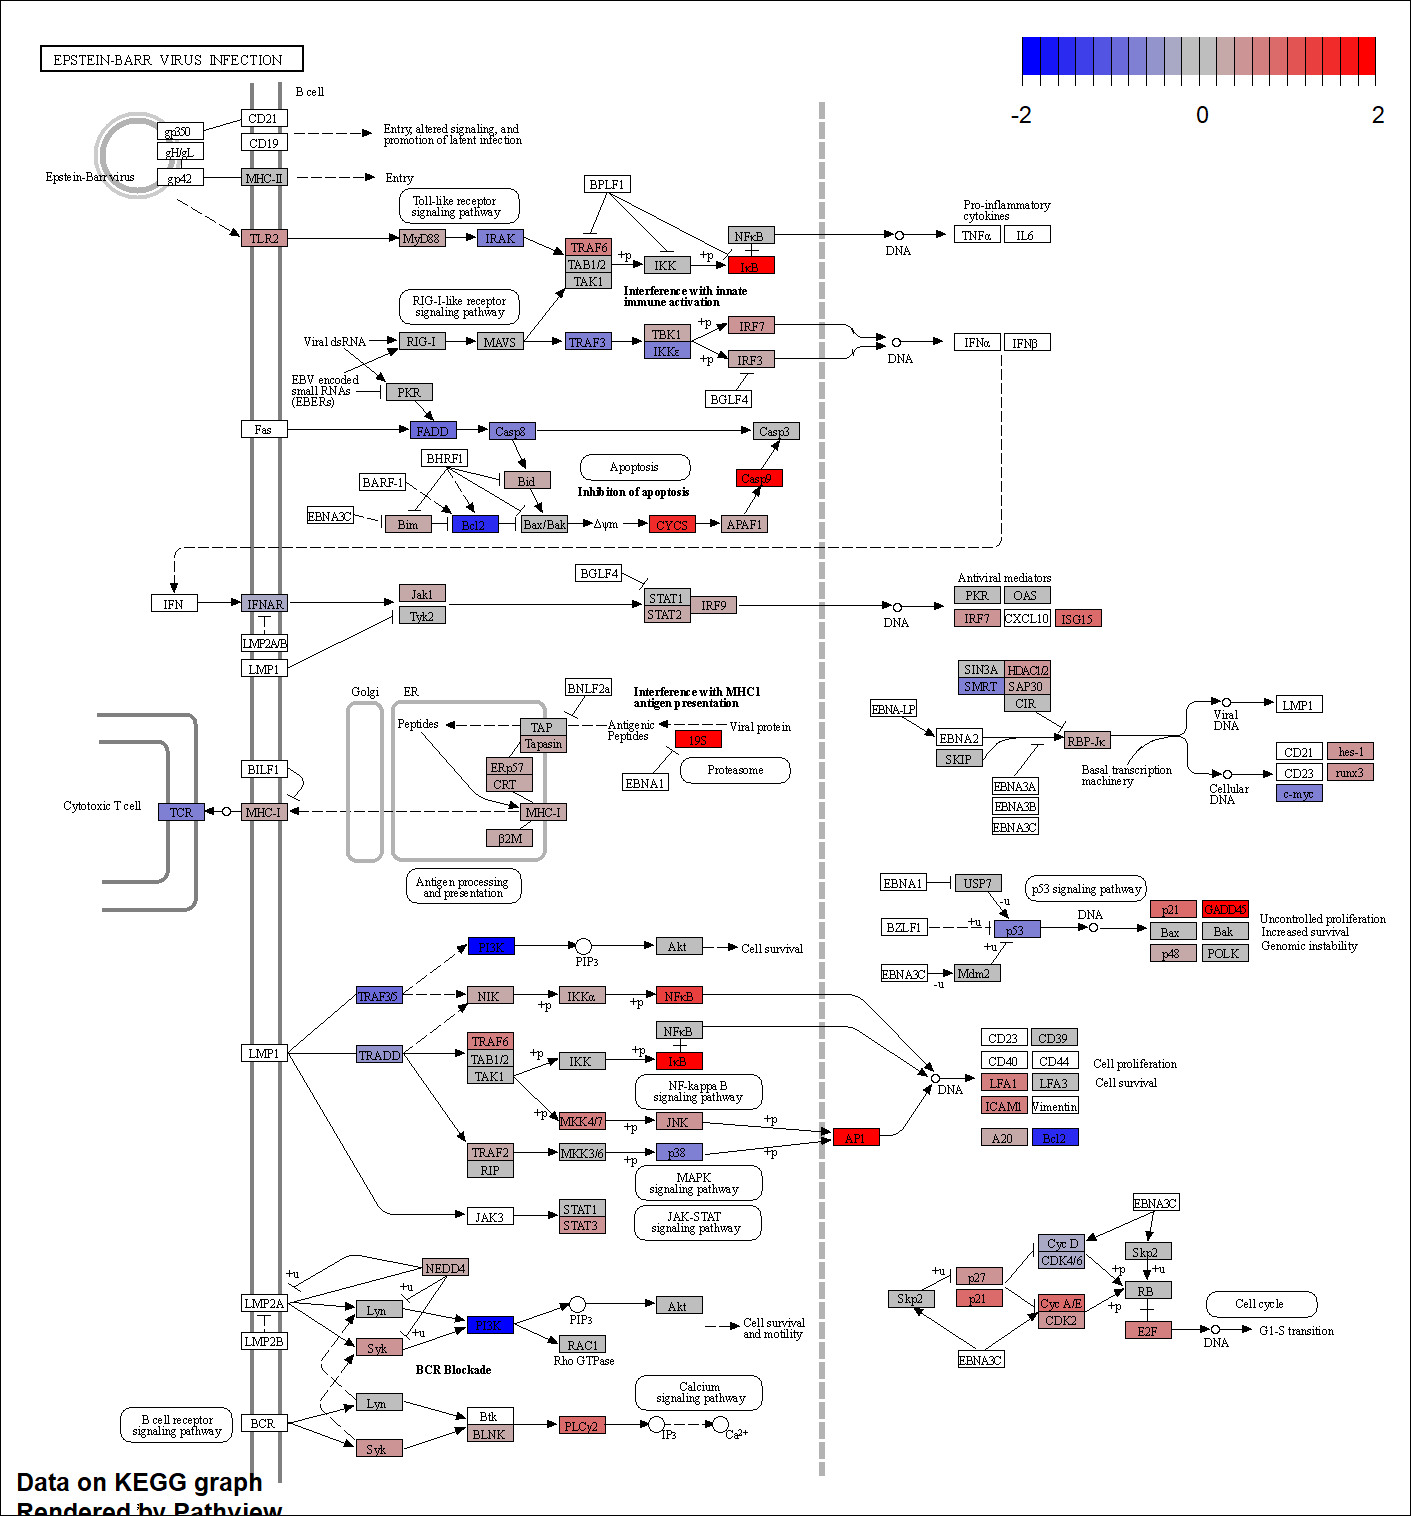 EPSTEIN-BARR VIRUS INFECTION
-2
0
2
B cell
gp350
CD21
gH/gL
CD19
Entry, altered signaling, and
promotion of latent infection
Epstein-Barr virus
gp42
MHC-II
Entry
BPLF1
Toll-like receptor
signaling pathway
Pro-inflammatory
cytokines
TLR2
MyD88
IRAK
TRAF6
TAB1/2
TAK1
+p
IKK
+p
NFκB
IκB
DNA
TNFα
IL6
Interference with innate
immune activation
RIG-I-like receptor
signaling pathway
Viral dsRNA
RIG-I
MAVS
TRAF3
TBK1
IKKε
+p
+p
IRF7
IRF3
DNA
IFNα
IFNβ
BGLF4
EBV encoded
small RNAs
(EBERs)
PKR
Fas
FADD
Casp8
Casp3
BHRF1
BARF-1
Bid
Apoptosis
Casp9
Inhibiton of apoptosis
EBNA3C
Bim
Bcl2
Bax/Bak
Δψm
CYCS
APAF1
BGLF4
IFN
IFNAR
Jak1
Tyk2
STAT1
STAT2
IRF9
DNA
Antiviral mediators
PKR
OAS
IRF7
CXCL10
ISG15
LMP2A/B
LMP1
Golgi
ER
BNLF2a
Interference with MHC1
antigen presentation
Peptides
TAP
Tapasin
Antigenic
Peptides
Viral protein
19S
EBNA1
Proteasome
ERp57
CRT
BILF1
Cytotoxic T cell
TCR
MHC-I
MHC-I
β2M
Antigen processing
and presentation
SIN3A
HDAC1/2
SMRT
SAP30
CIR
EBNA-LP
EBNA2
SKIP
RBP-Jκ
EBNA3A
EBNA3B
EBNA3C
Basal transcription
machinery
Viral
DNA
LMP1
Cellular
DNA
CD21
hes-1
CD23
runx3
c-myc
EBNA1
USP7
p53 signaling pathway
-u
BZLF1
+u
p53
+u
DNA
EBNA3C
-u
Mdm2
p21
GADD45
Bax
Bak
p48
POLK
Uncontrolled proliferation
Increased survival
Genomic instability
PI3K
PIP3
Akt
Cell survival
TRAF3/5
NIK
+p
IKKα
+p
NFκB
LMP1
TRADD
TRAF6
TAB1/2
TAK1
+p
IKK
+p
NFκB
IκB
NF-kappa B
signaling pathway
+p
MKK4/7
+p
JNK
+p
TRAF2
RIP
MKK3/6
+p
p38
+p
AP1
MAPK
signaling pathway
JAK3
STAT1
STAT3
JAK-STAT
signaling pathway
DNA
CD23
CD39
CD40
CD44
LFA1
LFA3
ICAM1
Vimentin
A20
Bcl2
Cell proliferation
Cell survival
NEDD4
+u
+u
+u
LMP2A
LMP2B
Lyn
Syk
PI3K
PIP3
Akt
RAC1
Rho GTPase
Cell survival
and motility
BCR Blockade
B cell receptor
signaling pathway
BCR
Lyn
Syk
Btk
BLNK
PLCγ2
IP3
Ca2+
Calcium
signaling pathway
EBNA3C
Cyc D
CDK4/6
Skp2
+u
+p
+u
Skp2
p27
p21
Cyc A/E
CDK2
+p
RB
E2F
EBNA3C
DNA
Cell cycle
G1-S transition
Data on KEGG graph
Rendered by Pathview